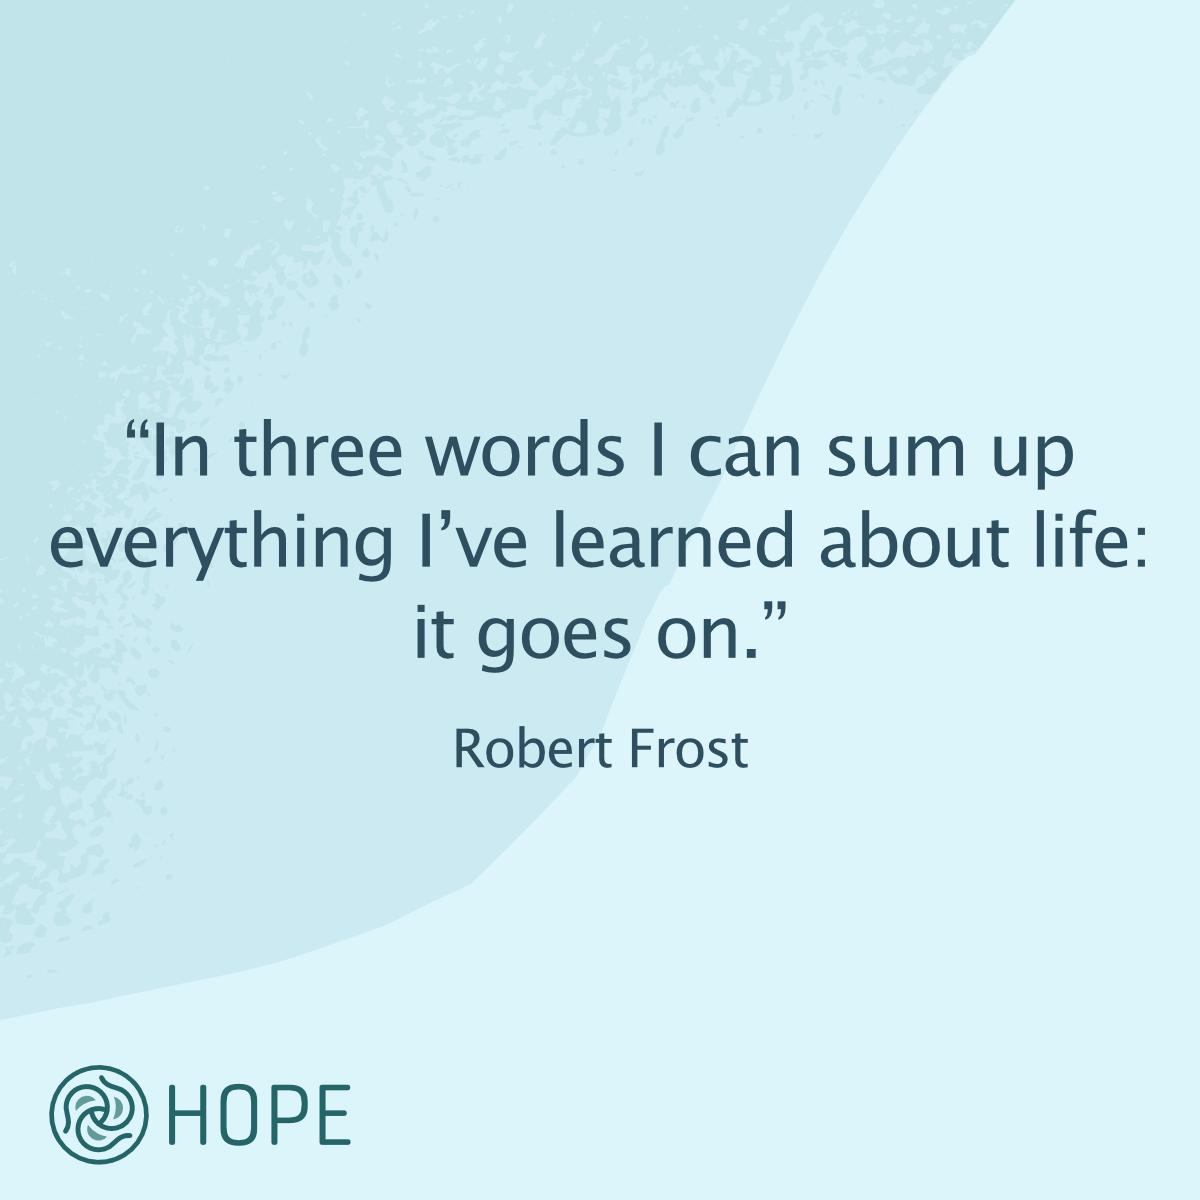 “In three words I can sum up
everything I’ve learned about life:
it goes on.”
Robert Frost
HOPE